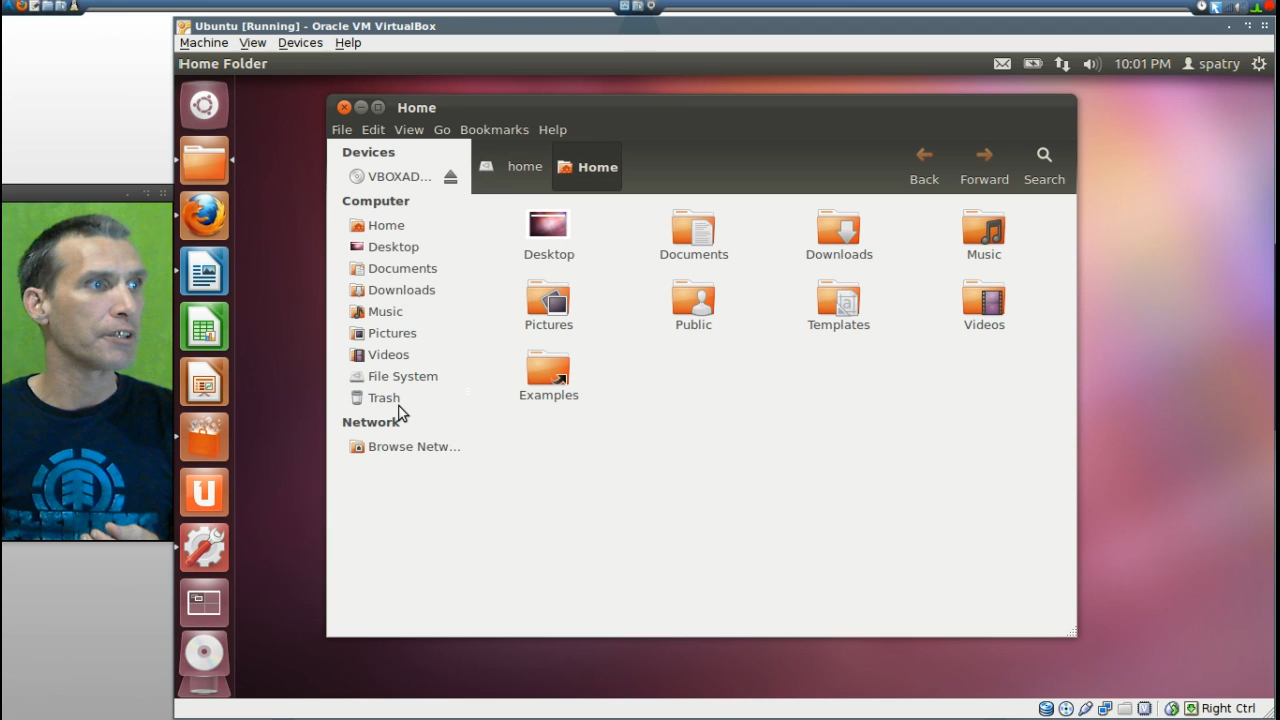 Ubuntu [Running] - Oracle VM VirtualBox
Machine View Devices Help
Home Folder 10:01 PM spatry
Home
File Edit View Go Bookmarks Help
Devices
VBOXAD...
home Home
Back Forward Search
Computer
Home
Desktop
Documents
Downloads
Music
Pictures
Videos
File System
Trash
Network
Browse Netw...
Desktop Documents Downloads Music
Pictures Public Templates Videos
Examples
U
Right Ctrl